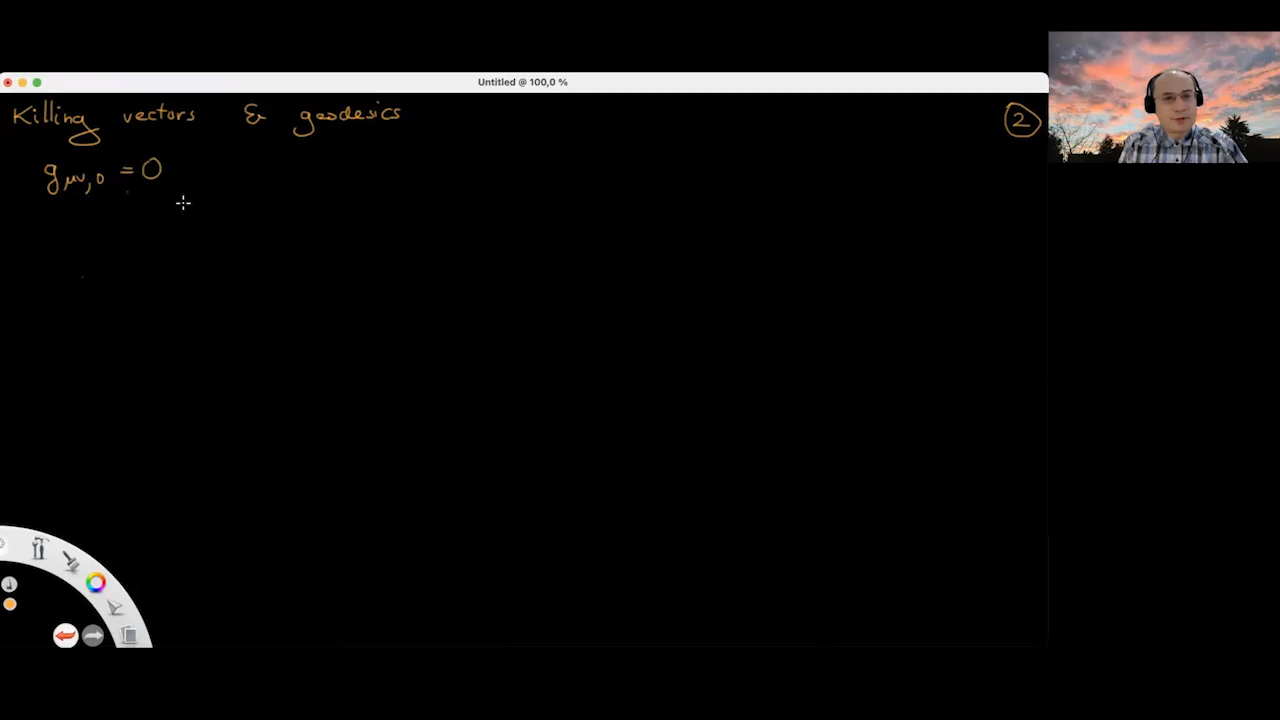 Untitled @ 100,0 %
Killing vectors & geodesics
2
gμν,0 = 0